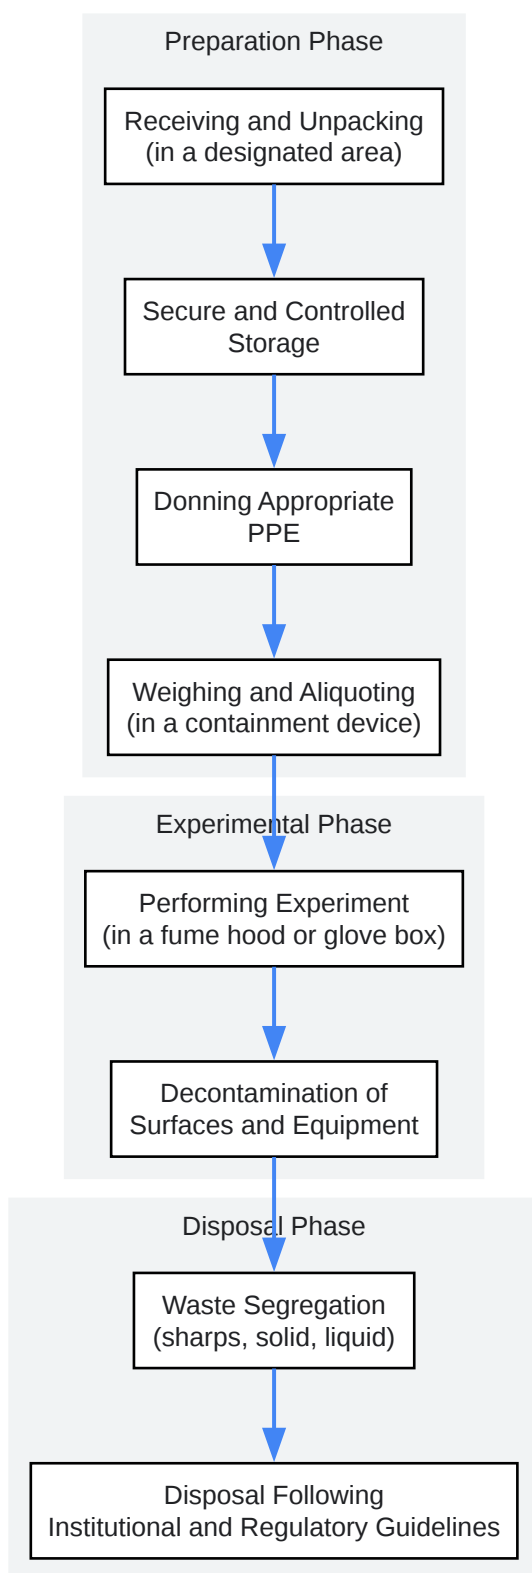 Preparation Phase
Receiving and Unpacking
(in a designated area)
Secure and Controlled
Storage
Donning Appropriate
PPE
Weighing and Aliquoting
(in a containment device)
Experimental Phase
Performing Experiment
(in a fume hood or glove box)
Decontamination of
Surfaces and Equipment
Disposal Phase
Waste Segregation
(sharps, solid, liquid)
Disposal Following
Institutional and Regulatory Guidelines